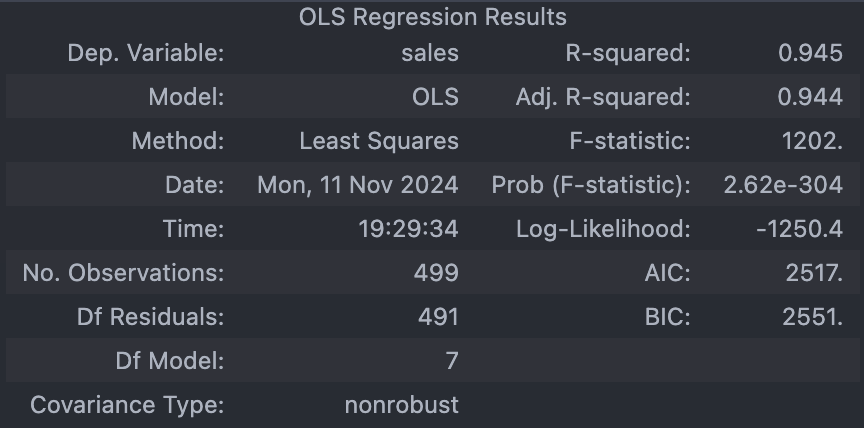 OLS Regression Results
Dep. Variable: sales R-squared: 0.945
Model: OLS Adj. R-squared: 0.944
Method: Least Squares F-statistic: 1202.
Date: Mon, 11 Nov 2024 Prob (F-statistic): 2.62e-304
Time: 19:29:34 Log-Likelihood: -1250.4
No. Observations: 499 AIC: 2517.
Df Residuals: 491 BIC: 2551.
Df Model: 7
Covariance Type: nonrobust